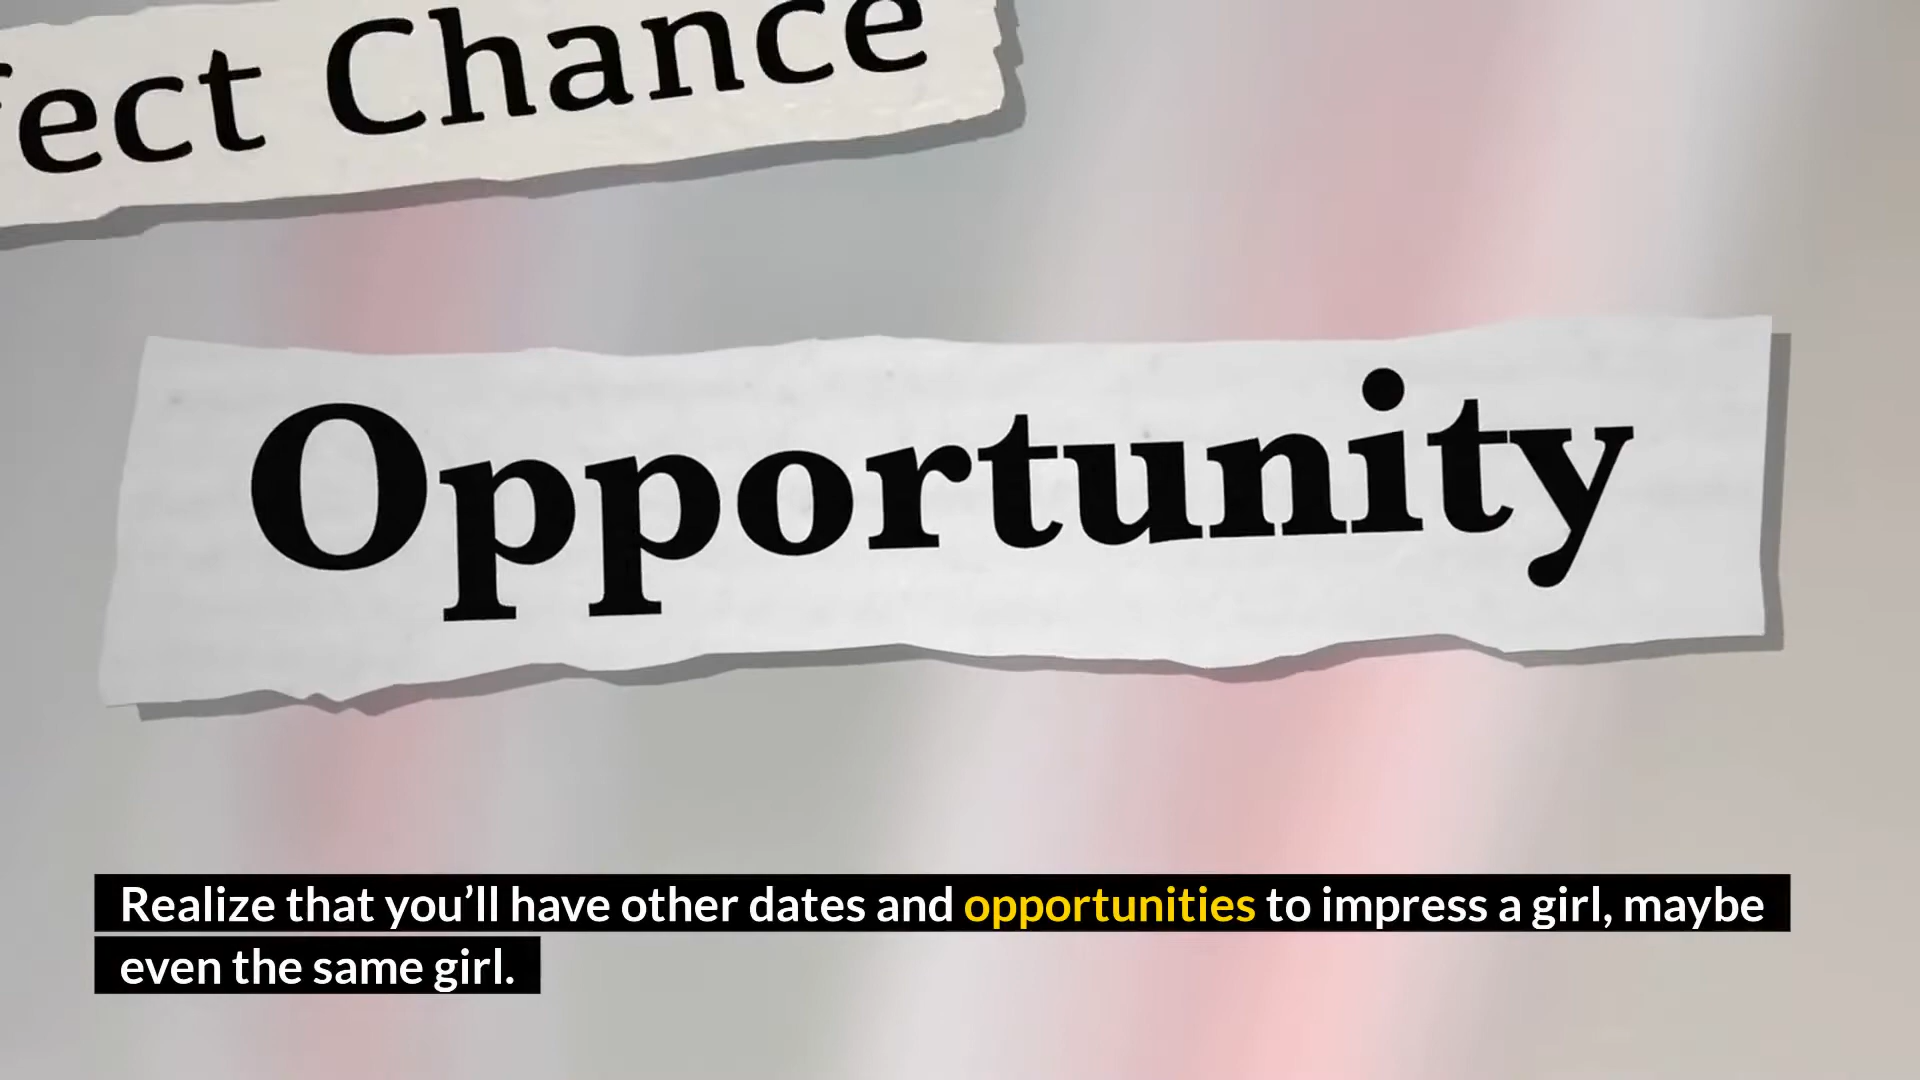 fect Chance
Opportunity
Realize that you’ll have other dates and opportunities to impress a girl, maybe
even the same girl.